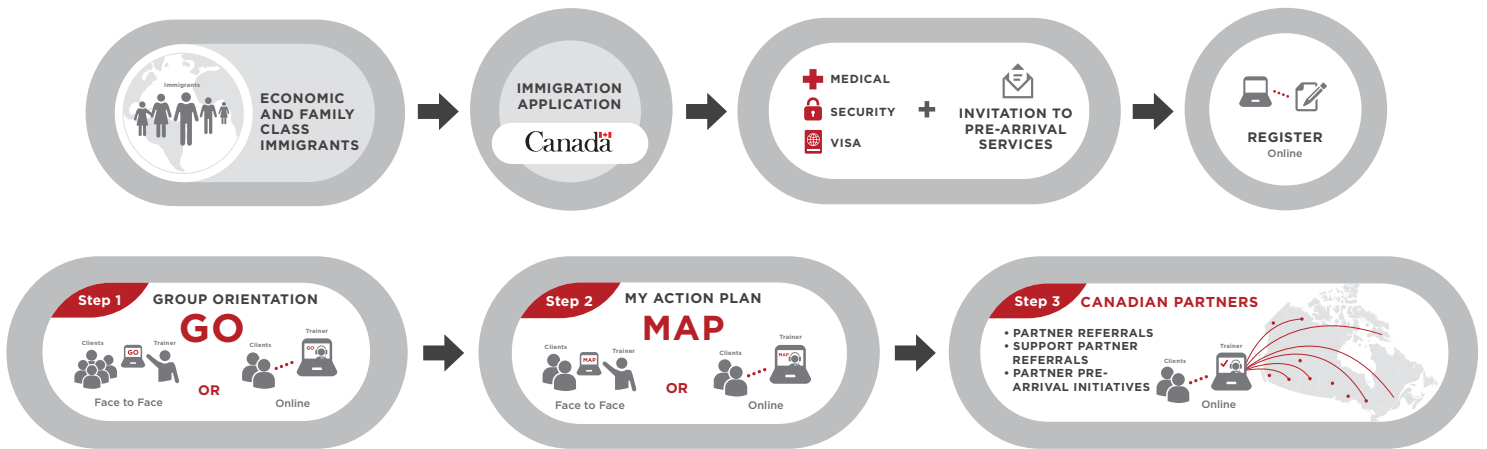 Immigrants
ECONOMIC
AND FAMILY
CLASS
IMMIGRANTS
IMMIGRATION
APPLICATION
Canada
MEDICAL
SECURITY
VISA
+
INVITATION TO
PRE-ARRIVAL
SERVICES
REGISTER
Online
Step 1
GROUP ORIENTATION
GO
Clients
GO
Trainer
Face to Face
OR
Clients
Trainer
GO
Online
Step 2
MY ACTION PLAN
MAP
Clients
MAP
Trainer
Face to Face
OR
Clients
Trainer
MAP
Online
Step 3
CANADIAN PARTNERS
• PARTNER REFERRALS
• SUPPORT PARTNER
REFERRALS
• PARTNER PRE-
ARRIVAL INITIATIVES
Clients
Trainer
Online